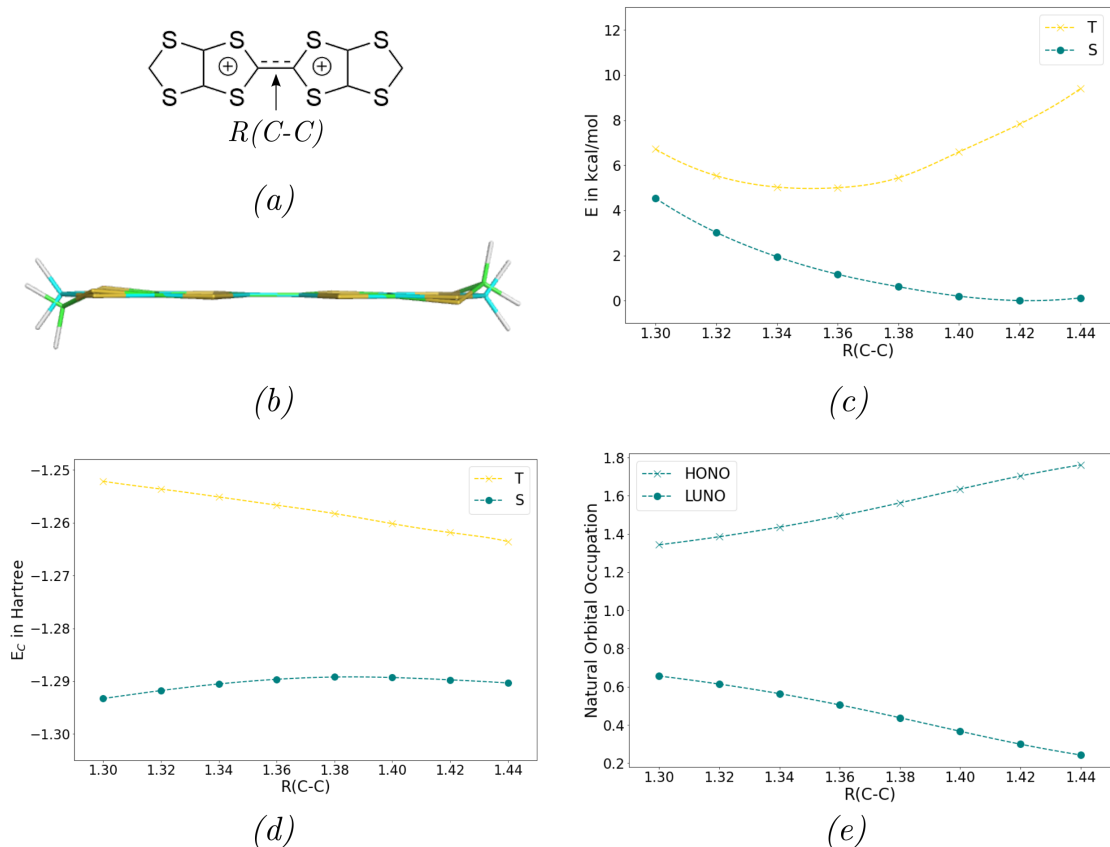 S S S S
⊕ ⊕
S S S S
R(C-C)
(a)
(b)
T
S
12
10
8
6
4
2
0
E in kcal/mol
1.30 1.32 1.34 1.36 1.38 1.40 1.42 1.44
R(C-C)
(c)
T
S
−1.25
−1.26
−1.27
−1.28
−1.29
−1.30
E_C in Hartree
1.30 1.32 1.34 1.36 1.38 1.40 1.42 1.44
R(C-C)
(d)
HONO
LUNO
1.8
1.6
1.4
1.2
1.0
0.8
0.6
0.4
0.2
Natural Orbital Occupation
1.30 1.32 1.34 1.36 1.38 1.40 1.42 1.44
R(C-C)
(e)